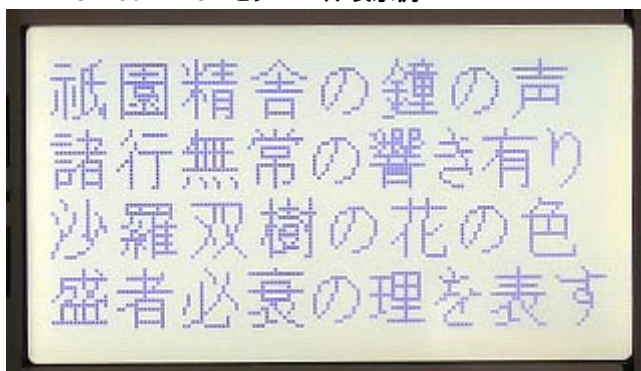 祇園精舎の鐘の声
諸行無常の響き有り
沙羅双樹の花の色
盛者必衰の理を表す